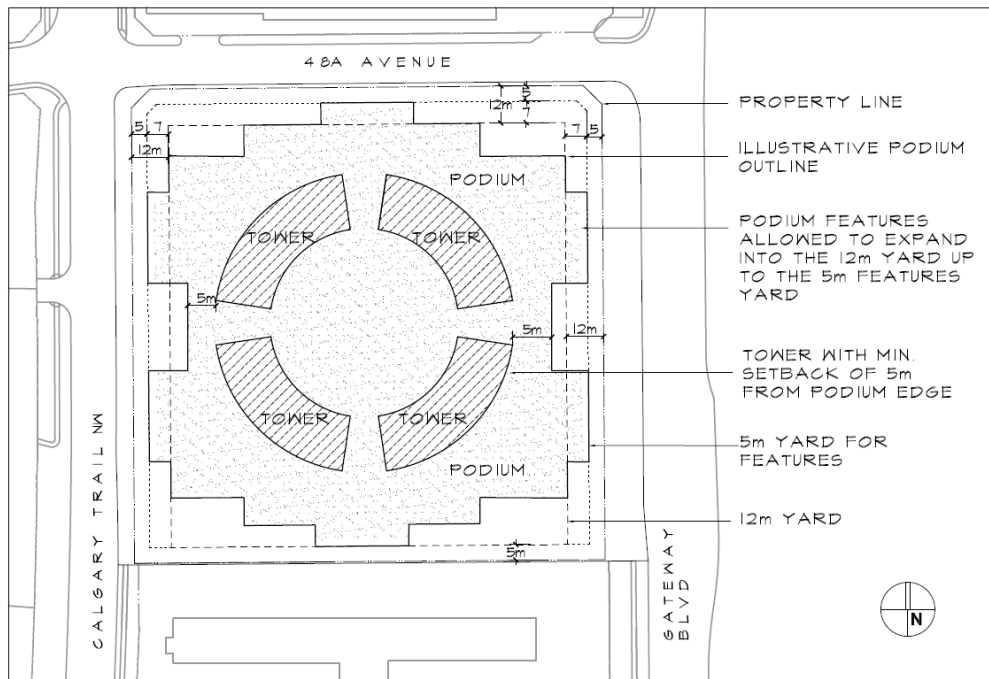 48A AVENUE
5
12m
7
PROPERTY LINE
5 7
7 5
12m
ILLUSTRATIVE PODIUM
OUTLINE
PODIUM
PODIUM FEATURES
ALLOWED TO EXPAND
INTO THE 12m YARD UP
TO THE 5m FEATURES
YARD
TOWER
TOWER
5m
5m
12m
TOWER WITH MIN.
SETBACK OF 5m
FROM PODIUM EDGE
TOWER
TOWER
5m YARD FOR
FEATURES
PODIUM
12m YARD
5m
CALGARY TRAIL NW
GATEWAY
BLVD
N